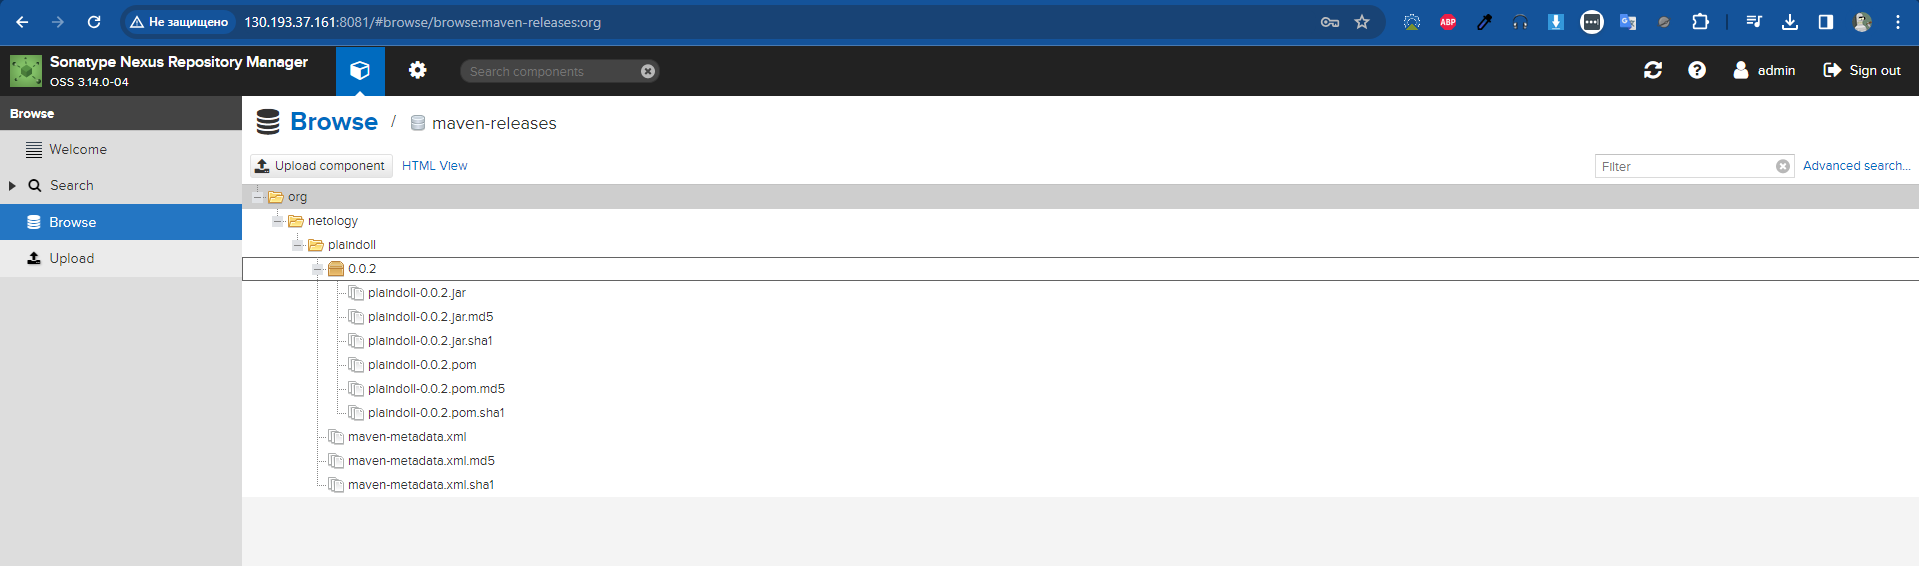 Не защищено 130.193.37.161:8081/#browse/browse:maven-releases:org
ABP
Sonatype Nexus Repository Manager
OSS 3.14.0-04
Search components
admin
Sign out
Browse
Welcome
Search
Browse
Upload
Browse / maven-releases
Upload component HTML View
Filter
Advanced search...
org
netology
plaindoll
0.0.2
plaindoll-0.0.2.jar
plaindoll-0.0.2.jar.md5
plaindoll-0.0.2.jar.sha1
plaindoll-0.0.2.pom
plaindoll-0.0.2.pom.md5
plaindoll-0.0.2.pom.sha1
maven-metadata.xml
maven-metadata.xml.md5
maven-metadata.xml.sha1